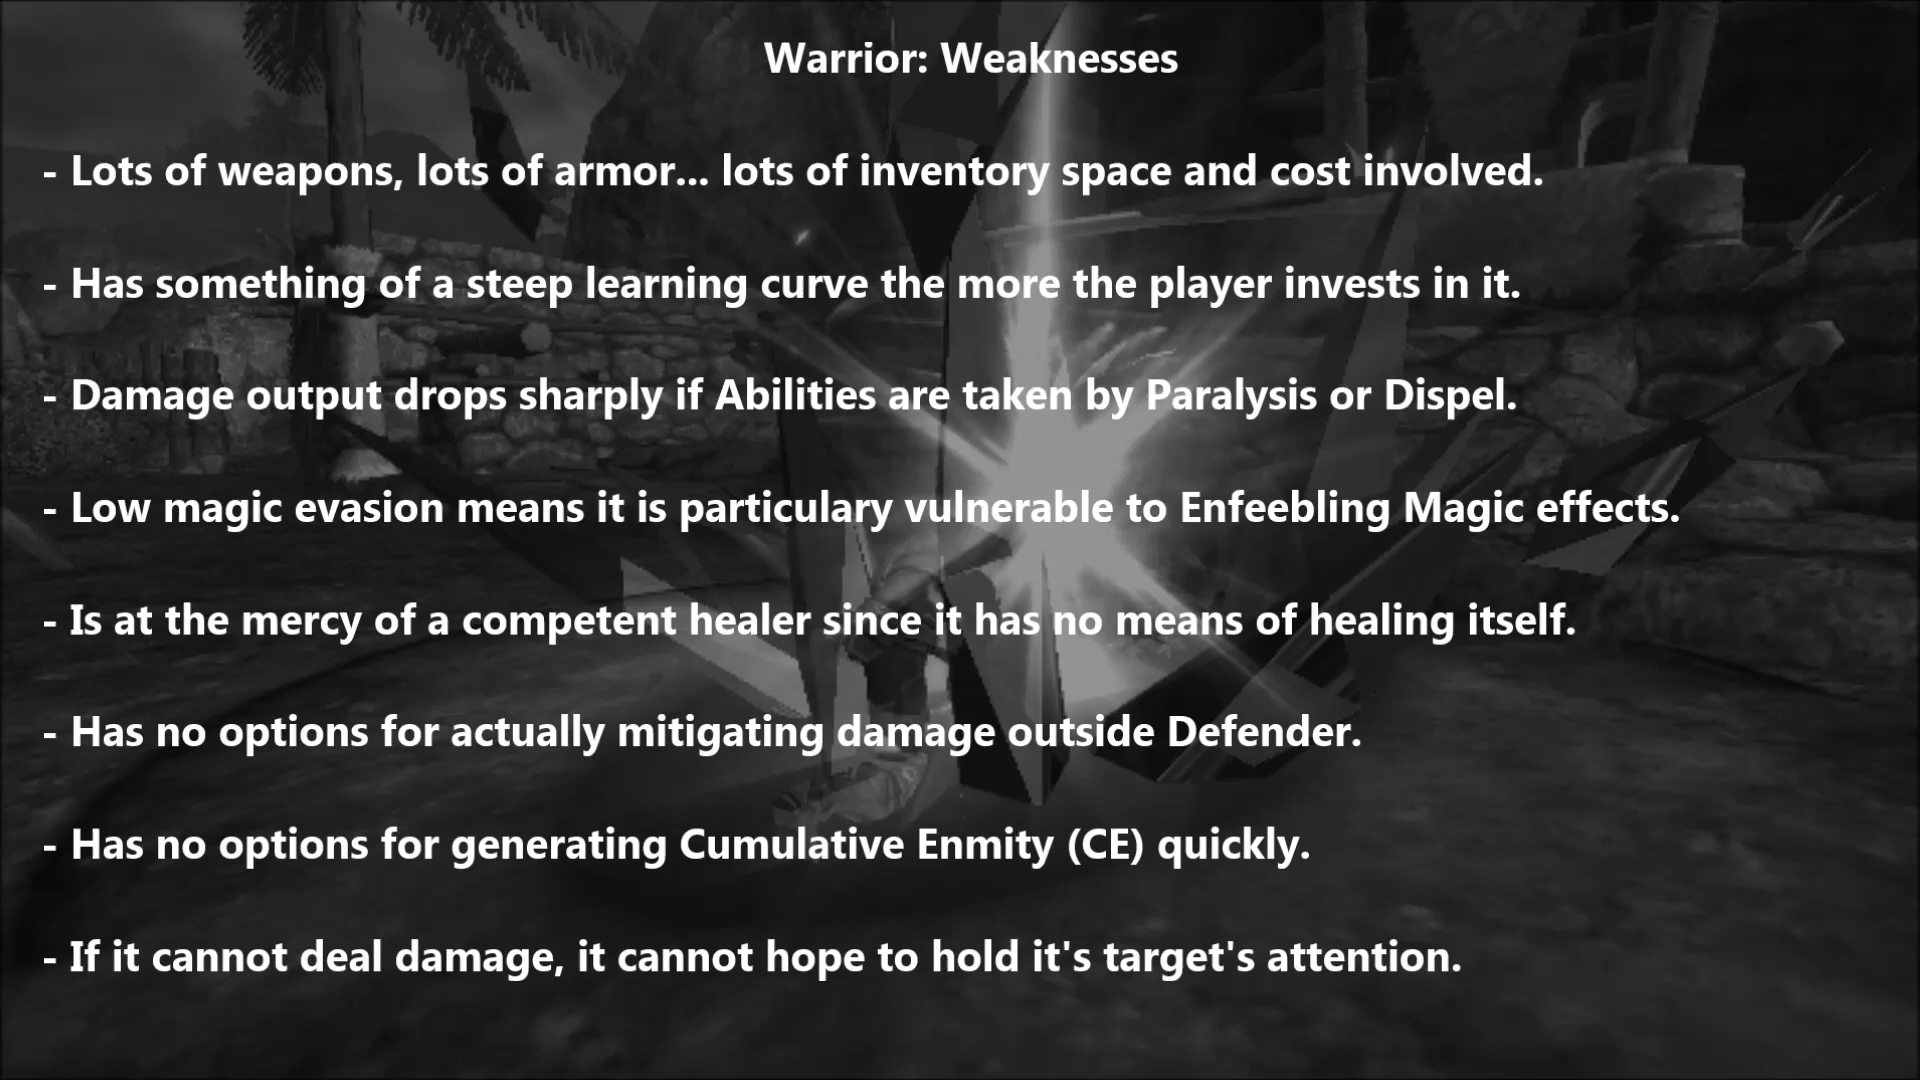 Warrior: Weaknesses
- Lots of weapons, lots of armor... lots of inventory space and cost involved.
- Has something of a steep learning curve the more the player invests in it.
- Damage output drops sharply if Abilities are taken by Paralysis or Dispel.
- Low magic evasion means it is particulary vulnerable to Enfeebling Magic effects.
- Is at the mercy of a competent healer since it has no means of healing itself.
- Has no options for actually mitigating damage outside Defender.
- Has no options for generating Cumulative Enmity (CE) quickly.
- If it cannot deal damage, it cannot hope to hold it's target's attention.